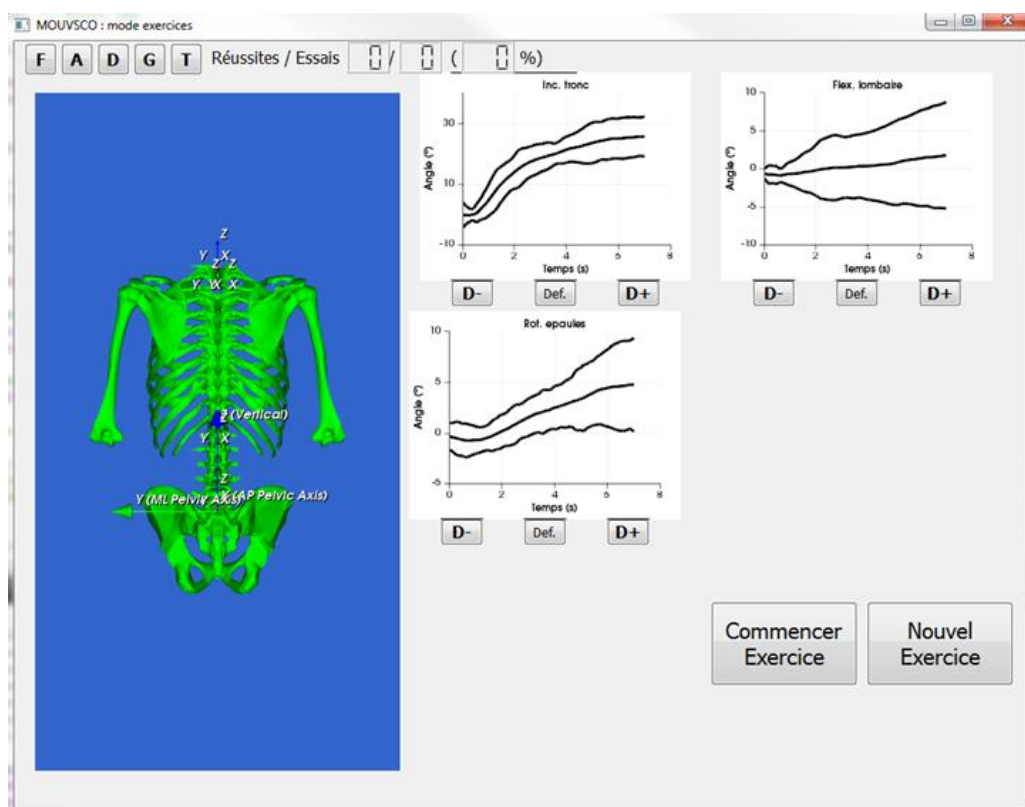 MOUVSCO : mode exercices
F A D G T Réussites / Essais 0 / 0 ( 0 %)
Inc. tronc
Angle (°)
30
10
-10
0 2 4 6 8
Temps (s)
D- Def. D+
Flex. lombaire
Angle (°)
10
5
0
-5
-10
0 2 4 6 8
Temps (s)
D- Def. D+
Rot. epaules
Angle (°)
10
5
0
-5
0 2 4 6 8
Temps (s)
D- Def. D+
Z
Y X
Z Z
Y X X
Z (Vertical)
Y X
Z
Y (ML Pelvic Axis) X (AP Pelvic Axis)
Commencer
Exercice
Nouvel
Exercice